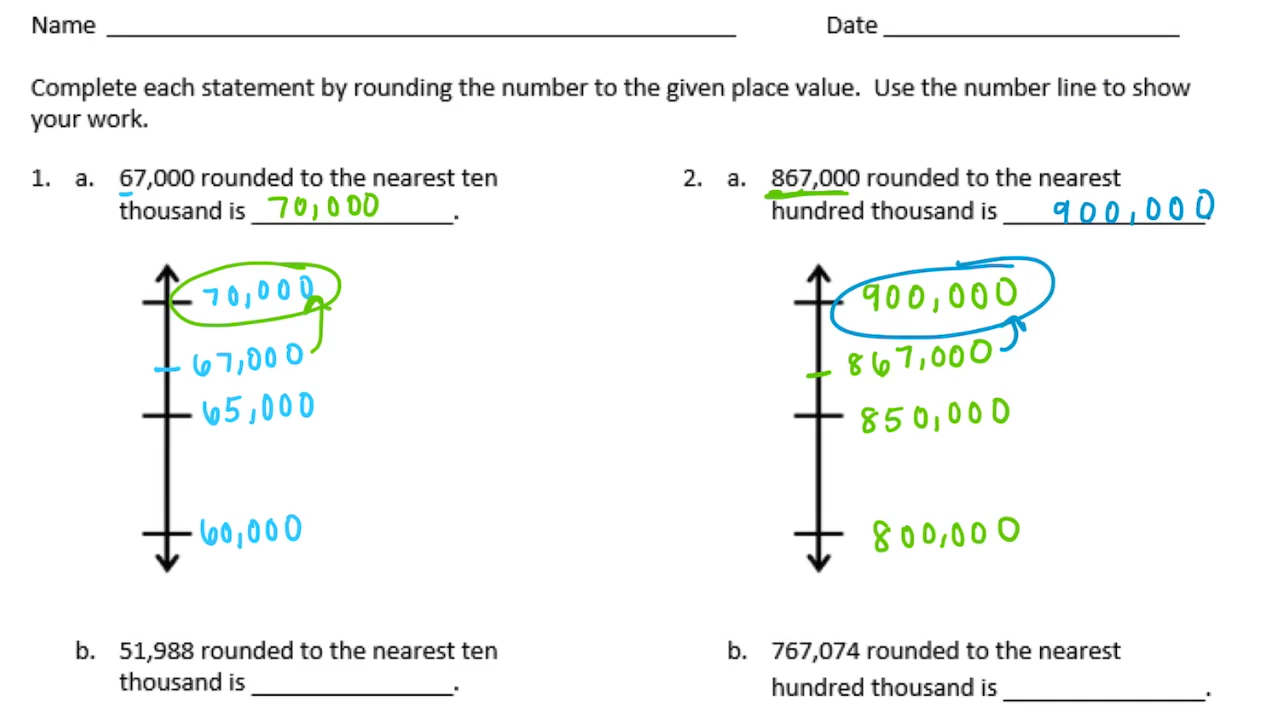 Name ______ Date ______
Complete each statement by rounding the number to the given place value. Use the number line to show
your work.
1. a. 67,000 rounded to the nearest ten
thousand is 70,000.
70,000
67,000
65,000
60,000
b. 51,988 rounded to the nearest ten
thousand is ______.
2. a. 867,000 rounded to the nearest
hundred thousand is 900,000.
900,000
867,000
850,000
800,000
b. 767,074 rounded to the nearest
hundred thousand is ______.